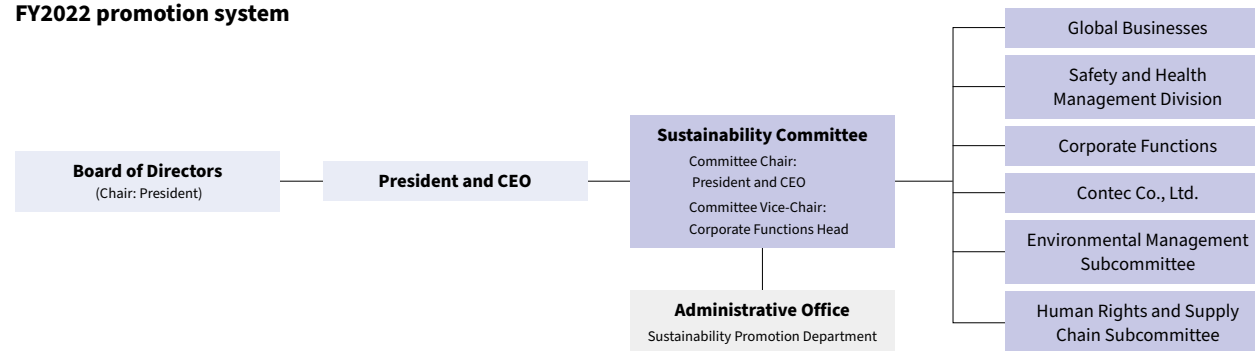 FY2022 promotion system
Board of Directors
(Chair: President)
President and CEO
Sustainability Committee
Committee Chair:
President and CEO
Committee Vice-Chair:
Corporate Functions Head
Administrative Office
Sustainability Promotion Department
Global Businesses
Safety and Health
Management Division
Corporate Functions
Contec Co., Ltd.
Environmental Management
Subcommittee
Human Rights and Supply
Chain Subcommittee